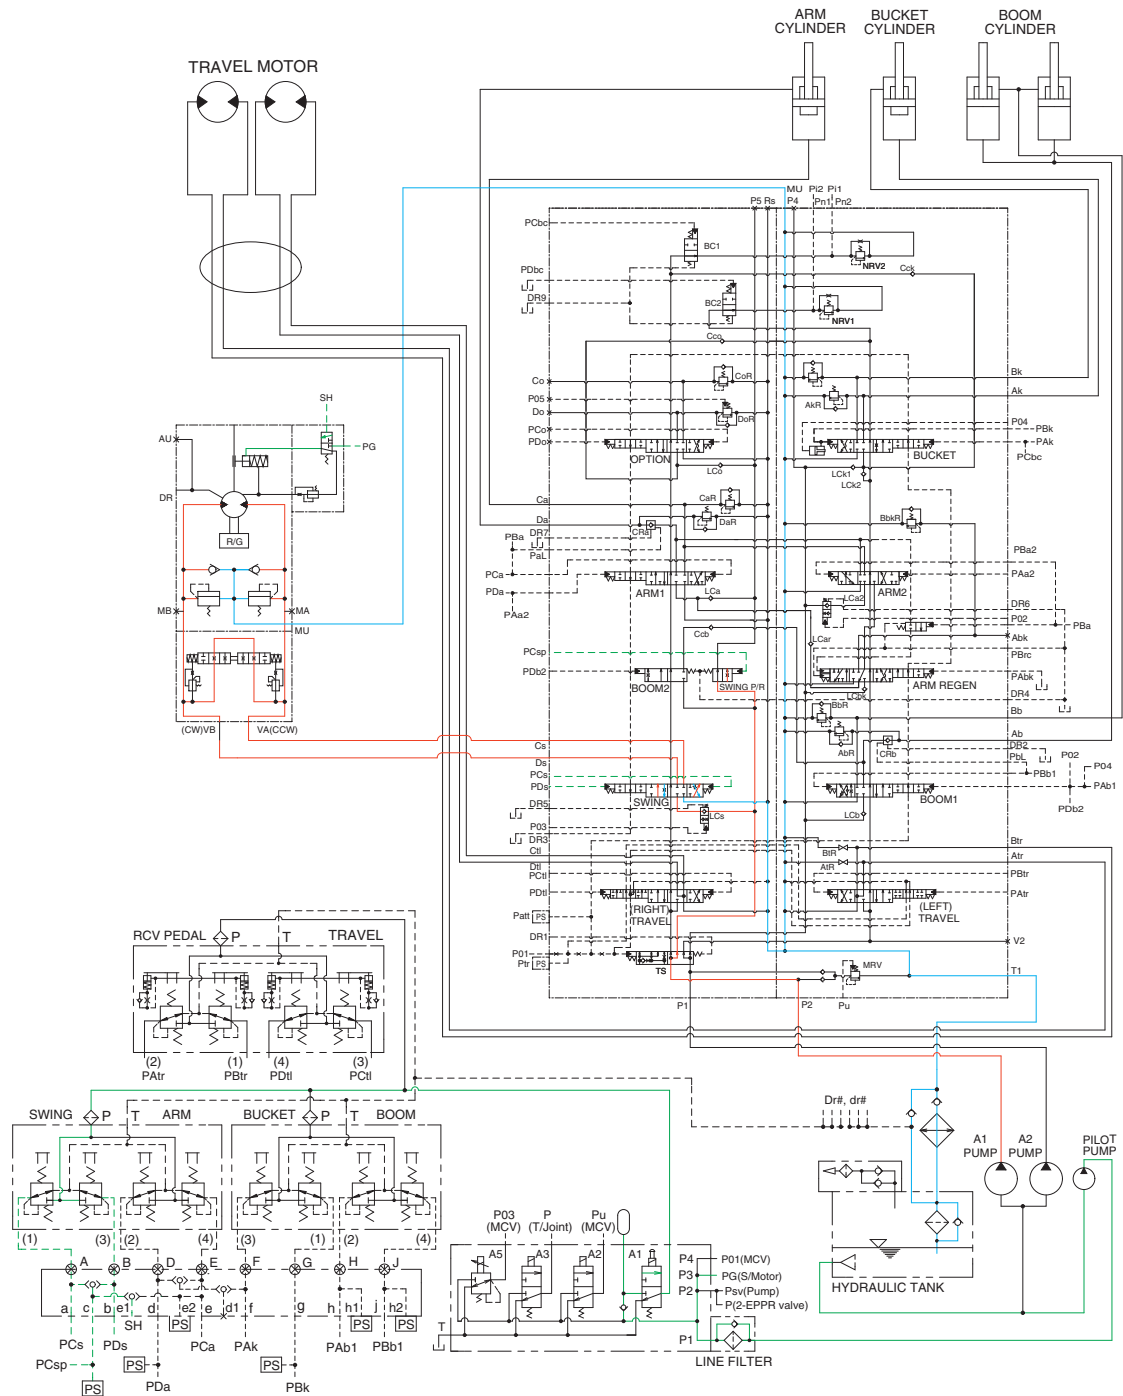 ARM
CYLINDER
BUCKET
CYLINDER
BOOM
CYLINDER
TRAVEL MOTOR
MU Pi2 Pi1
P5 Rs P4 Pn1 Pn2
PCbc
BC1
NRV2
Cck
PDbc
DR9
BC2
NRV1
Cco
Co
CoR
Bk
AkR
Ak
P05
Do
DoR
P04
PCo
PBk
PDo
PAk
OPTION
BUCKET
PCbc
LCo
LCk1
LCk2
SH
AU
PG
DR
R/G
MB
MA
MU
(CW)VB
VA(CCW)
Ca
CaR
Da
DaR
BbkR
DR7
CRa
PBa
PaL
PBa2
PCa
PAa2
ARM1
ARM2
PDa
LCa
LCa2
PAa2
DR6
P02
PBa
Ccb
LCar
Abk
PCsp
PBrc
PDb2
PAbk
BOOM2
SWING P/R
ARM REGEN
LCbk
DR4
BbR
Bb
AbR
Ab
Cs
CRb
DR2
P02
Ds
PbL
P04
PCs
PBb1
PDs
PAb1
SWING
BOOM1
PDb2
DR5
LCs
LCb
P03
DR3
Ctl
BtR
Btr
AtR
Atr
Dtl
PCtl
PBtr
PDtl
PAtr
(RIGHT)
TRAVEL
(LEFT)
TRAVEL
Patt
PS
DR1
V2
P01
Ptr
PS
TS
MRV
T1
P1
P2
Pu
RCV PEDAL
P
T
TRAVEL
(2)
(1)
(4)
(3)
PAtr
PBtr
PDtl
PCtl
SWING
P
T
ARM
BUCKET
P
T
BOOM
(1)
(3)
(2)
(4)
(3)
(1)
(2)
(4)
A
B
D
E
F
G
H
J
a
c
b
e1
d
e2
e
d1
f
g
h
h1
j
h2
SH
PS
PS
PS
PCs
PDs
PCa
PAk
PAb1
PBb1
PCsp
PS
PS
PS
PDa
PBk
Dr#, dr#
A1
PUMP
A2
PUMP
PILOT
PUMP
HYDRAULIC TANK
P03
(MCV)
P
(T/Joint)
Pu
(MCV)
A5
A3
A2
A1
P4
P01(MCV)
P3
PG(S/Motor)
P2
Psv(Pump)
P(2-EPPR valve)
T
P1
LINE FILTER